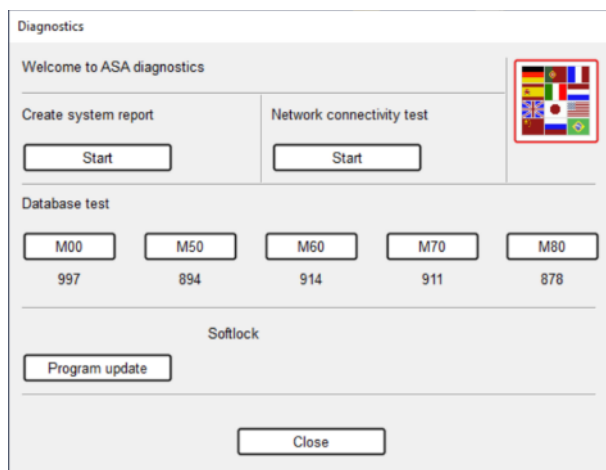 Diagnostics
Welcome to ASA diagnostics
Create system report
Network connectivity test
Start
Start
Database test
M00
M50
M60
M70
M80
997
894
914
911
878
Softlock
Program update
Close